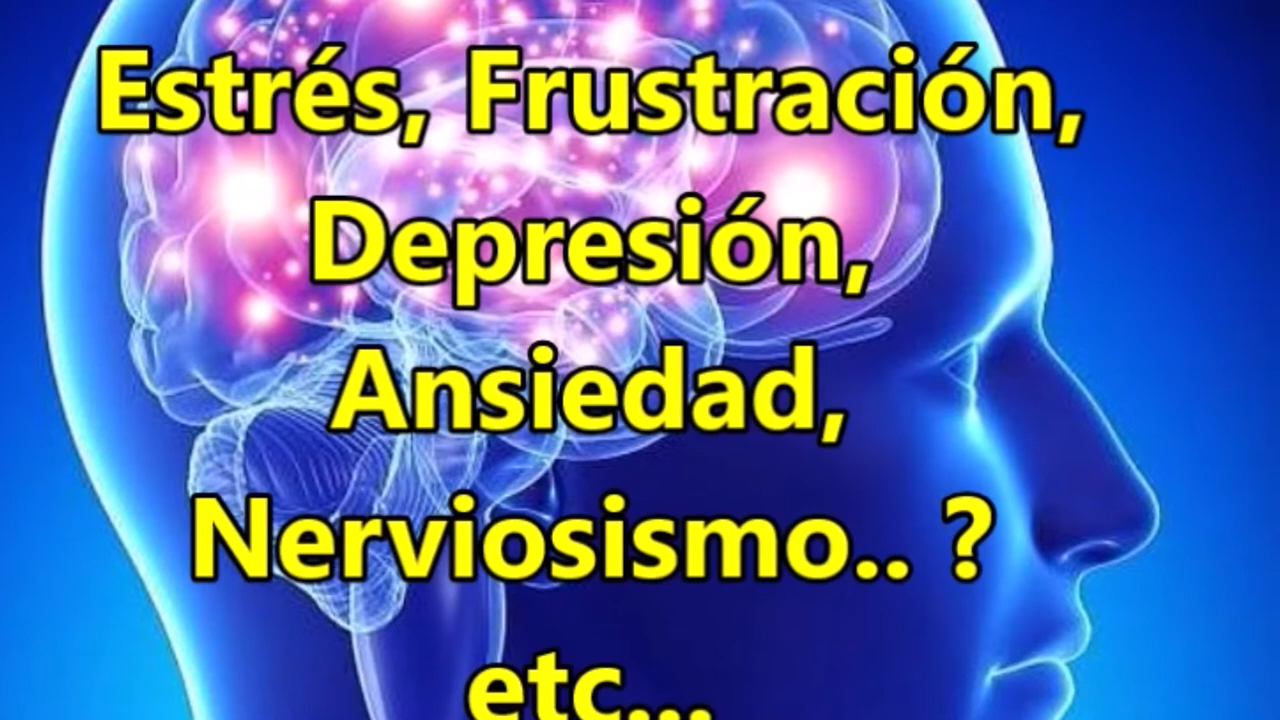 Estrés, Frustración,
Depresión,
Ansiedad,
Nerviosismo.. ?
etc...